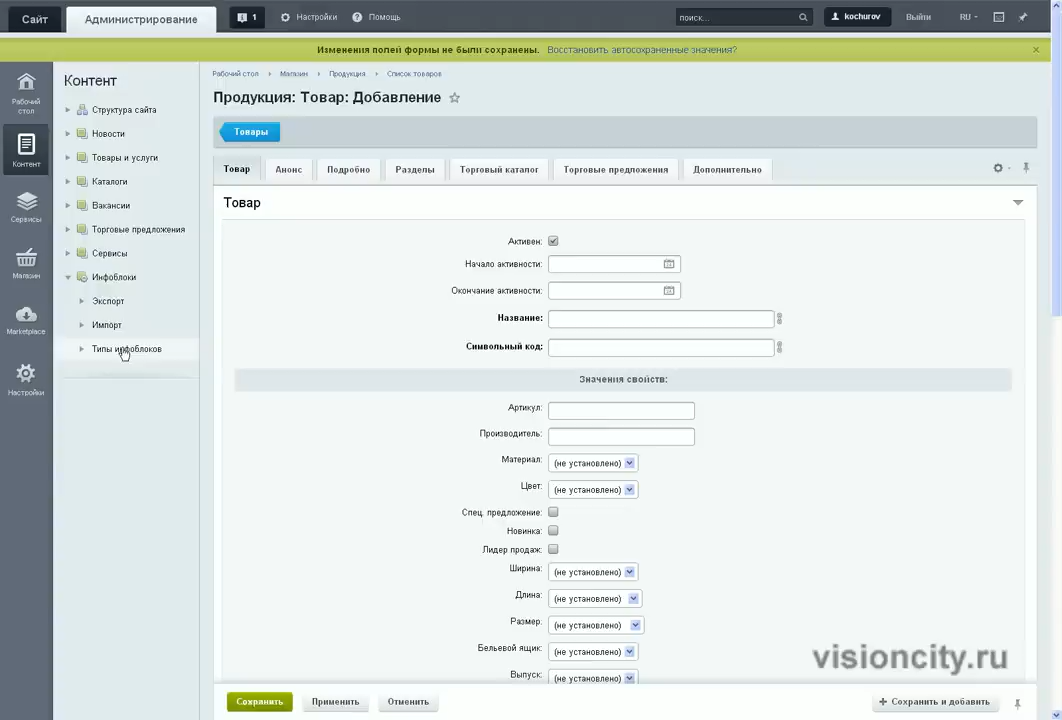 Сайт
Администрирование
1
Настройки
Помощь
поиск...
kochurov
Выйти
RU
Изменения полей формы не были сохранены. Восстановить автосохраненные значения?
Рабочий стол
Контент
Сервисы
Магазин
Marketplace
Настройки
Контент
Структура сайта
Новости
Товары и услуги
Каталоги
Вакансии
Торговые предложения
Сервисы
Инфоблоки
Экспорт
Импорт
Типы инфоблоков
Рабочий стол
Магазин
Продукция
Список товаров
Продукция: Товар: Добавление
Товары
Товар
Анонс
Подробно
Разделы
Торговый каталог
Торговые предложения
Дополнительно
Товар
Активен:
Начало активности:
Окончание активности:
Название:
Символьный код:
Значения свойств:
Артикул:
Производитель:
Материал: (не установлено)
Цвет: (не установлено)
Спец. предложение:
Новинка:
Лидер продаж:
Ширина: (не установлено)
Длина: (не установлено)
Размер: (не установлено)
Бельевой ящик: (не установлено)
Выпуск: (не установлено)
visioncity.ru
Сохранить
Применить
Отменить
Сохранить и добавить